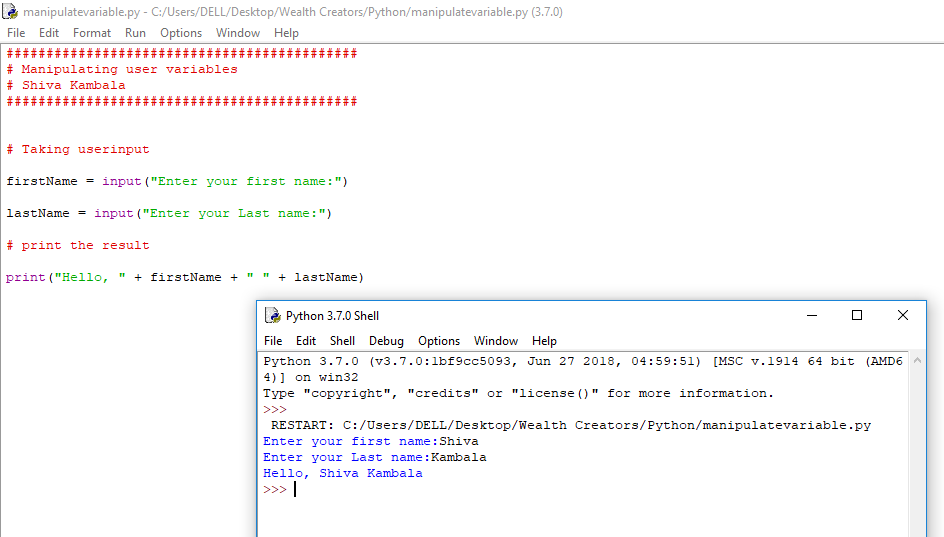 manipulatevariable.py - C:/Users/DELL/Desktop/Wealth Creators/Python/manipulatevariable.py (3.7.0)
File Edit Format Run Options Window Help
############################################
# Manipulating user variables
# Shiva Kambala
############################################
# Taking userinput
firstName = input("Enter your first name:")
lastName = input("Enter your Last name:")
# print the result
print("Hello, " + firstName + " " + lastName)
Python 3.7.0 Shell
File Edit Shell Debug Options Window Help
Python 3.7.0 (v3.7.0:1bf9cc5093, Jun 27 2018, 04:59:51) [MSC v.1914 64 bit (AMD6
4)] on win32
Type "copyright", "credits" or "license()" for more information.
>>>
RESTART: C:/Users/DELL/Desktop/Wealth Creators/Python/manipulatevariable.py
Enter your first name:Shiva
Enter your Last name:Kambala
Hello, Shiva Kambala
>>>